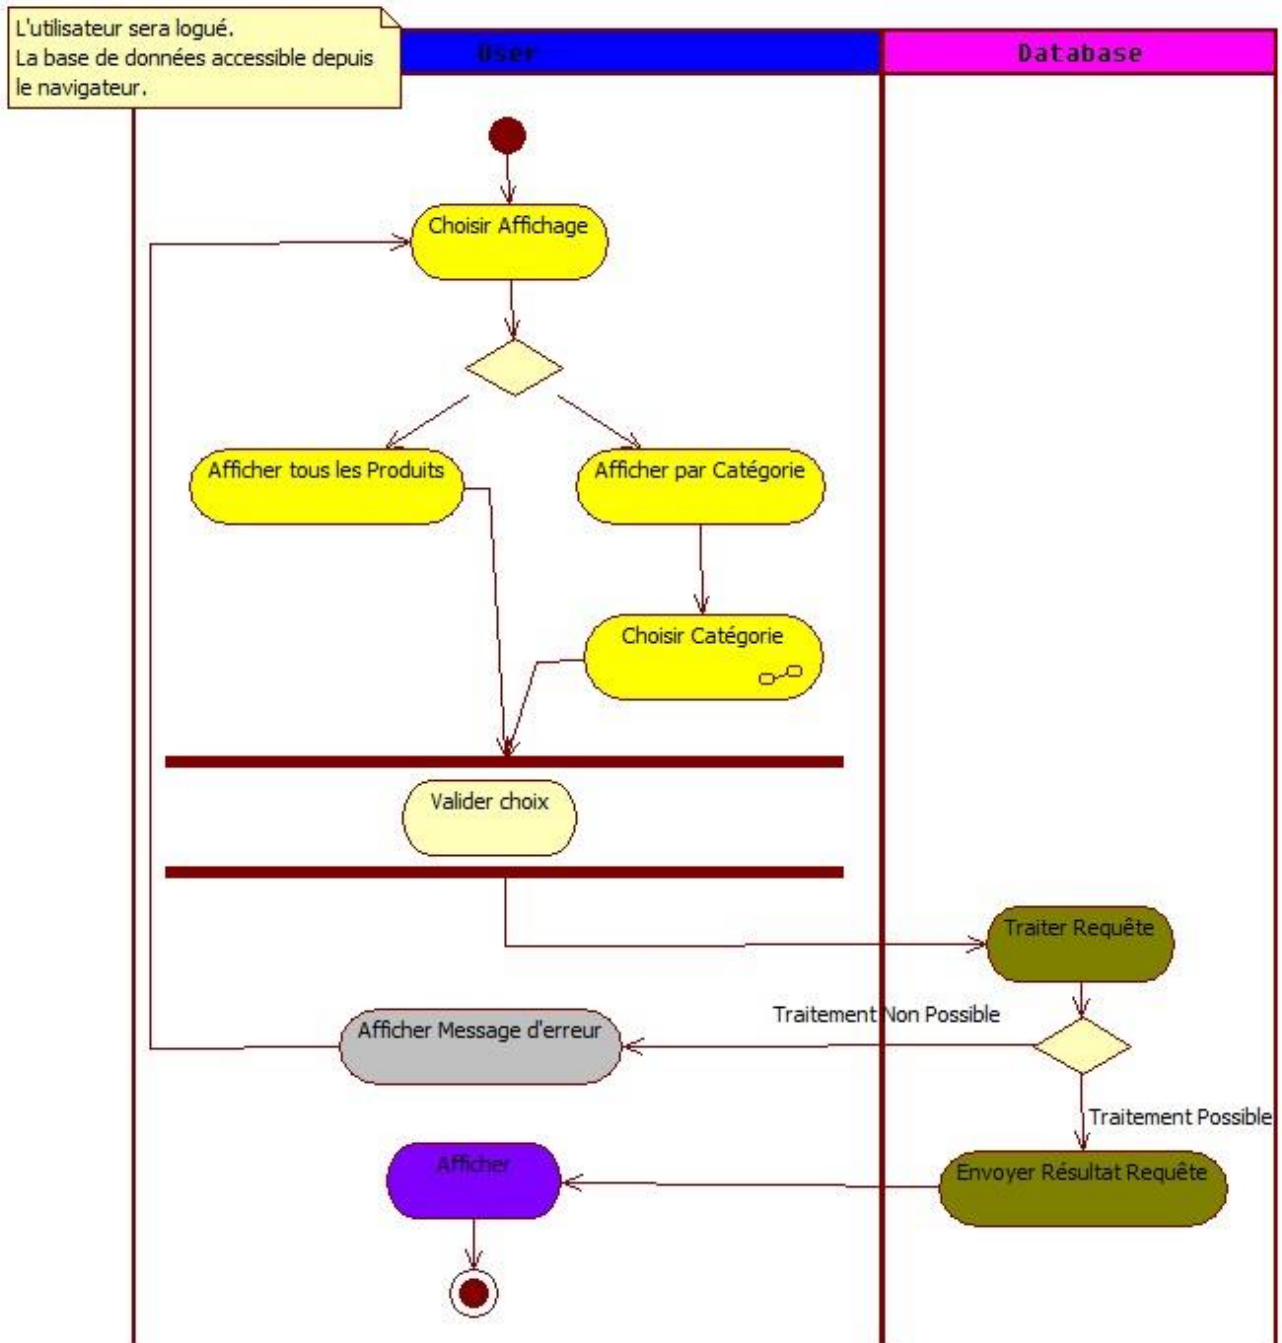 L'utilisateur sera logué.
La base de données accessible depuis
le navigateur.
User
Database
Choisir Affichage
Afficher tous les Produits
Afficher par Catégorie
Choisir Catégorie
Valider choix
Traiter Requête
Traitement Non Possible
Afficher Message d'erreur
Traitement Possible
Afficher
Envoyer Résultat Requête